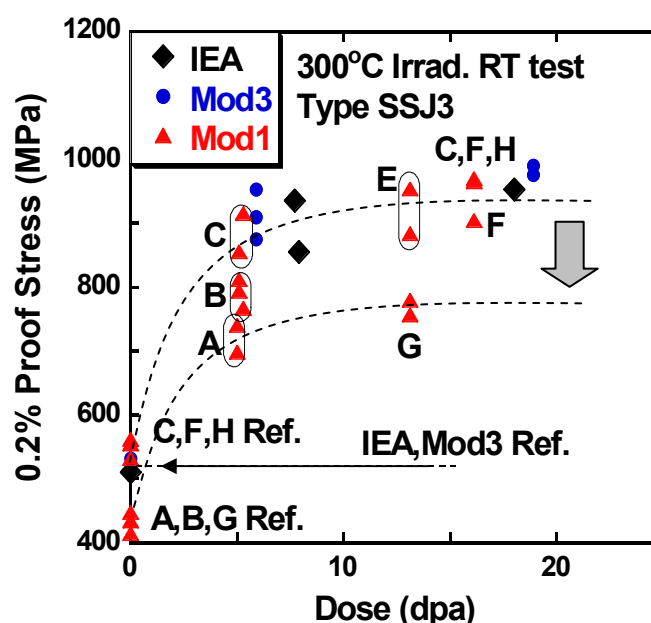 1200
1000
800
600
400
0.2% Proof Stress (MPa)
IEA
Mod3
Mod1
300°C Irrad. RT test
Type SSJ3
C,F,H
E
F
C
B
A
G
C,F,H Ref.
IEA,Mod3 Ref.
A,B,G Ref.
0
10
20
Dose (dpa)